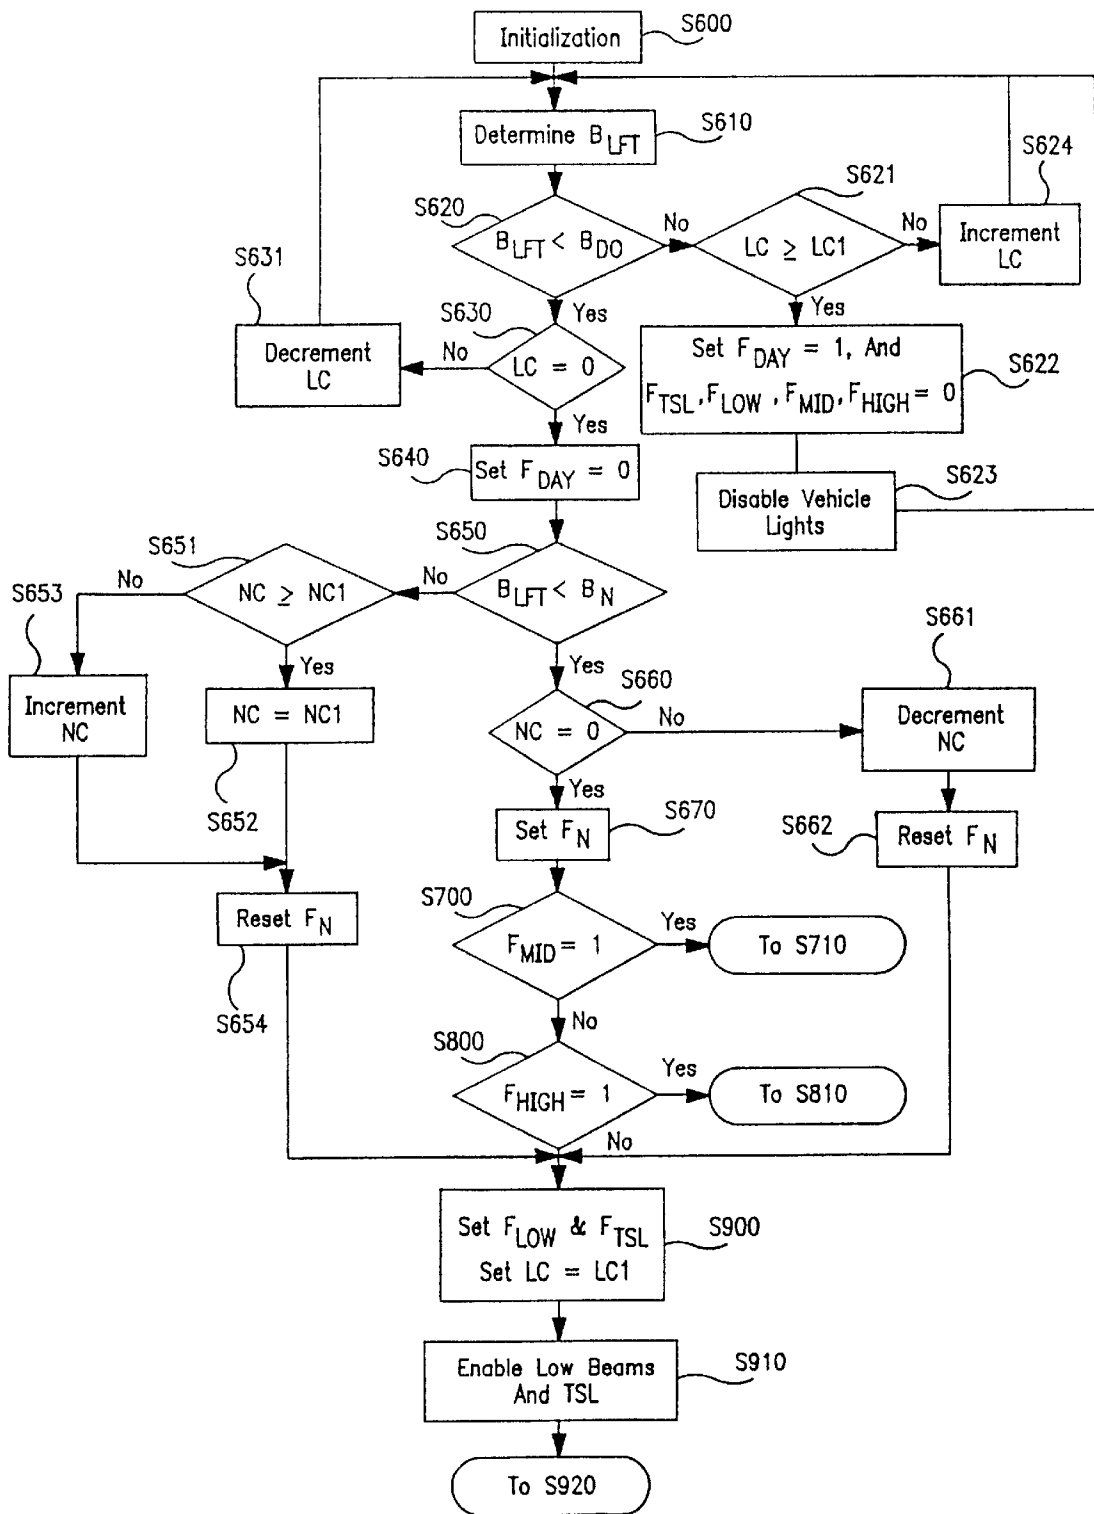 Initialization
S600
Determine B_LFT
S610
S620
B_LFT < B_DO
No
S621
LC ≥ LC1
No
S624
Increment
LC
S631
Decrement
LC
No
S630
Yes
LC = 0
Yes
Yes
Set F_DAY = 1, And
F_TSL, F_LOW, F_MID, F_HIGH = 0
S622
S640
Set F_DAY = 0
Disable Vehicle
Lights
S623
S650
B_LFT < B_N
No
S651
NC ≥ NC1
No
S653
Increment
NC
Yes
NC = NC1
S652
Yes
S660
NC = 0
No
S661
Decrement
NC
Yes
Set F_N
S670
S662
Reset F_N
Reset F_N
S654
S700
F_MID = 1
Yes
To S710
No
S800
F_HIGH = 1
Yes
To S810
No
Set F_LOW & F_TSL
Set LC = LC1
S900
Enable Low Beams
And TSL
S910
To S920